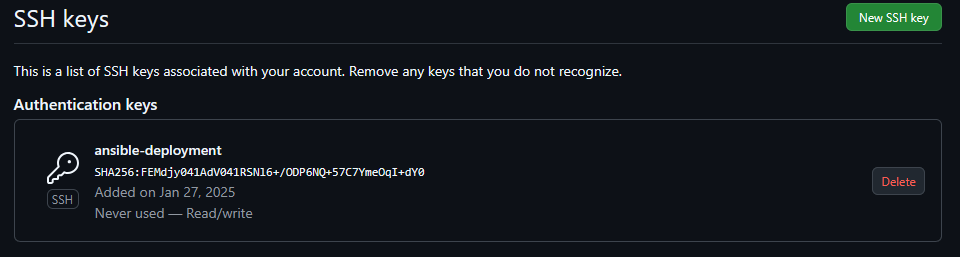 SSH keys
New SSH key
This is a list of SSH keys associated with your account. Remove any keys that you do not recognize.
Authentication keys
ansible-deployment
SHA256:FEMdjy041AdV041RSNl6+/ODP6NQ+57C7YmeOqI+dY0
SSH
Added on Jan 27, 2025
Never used — Read/write
Delete